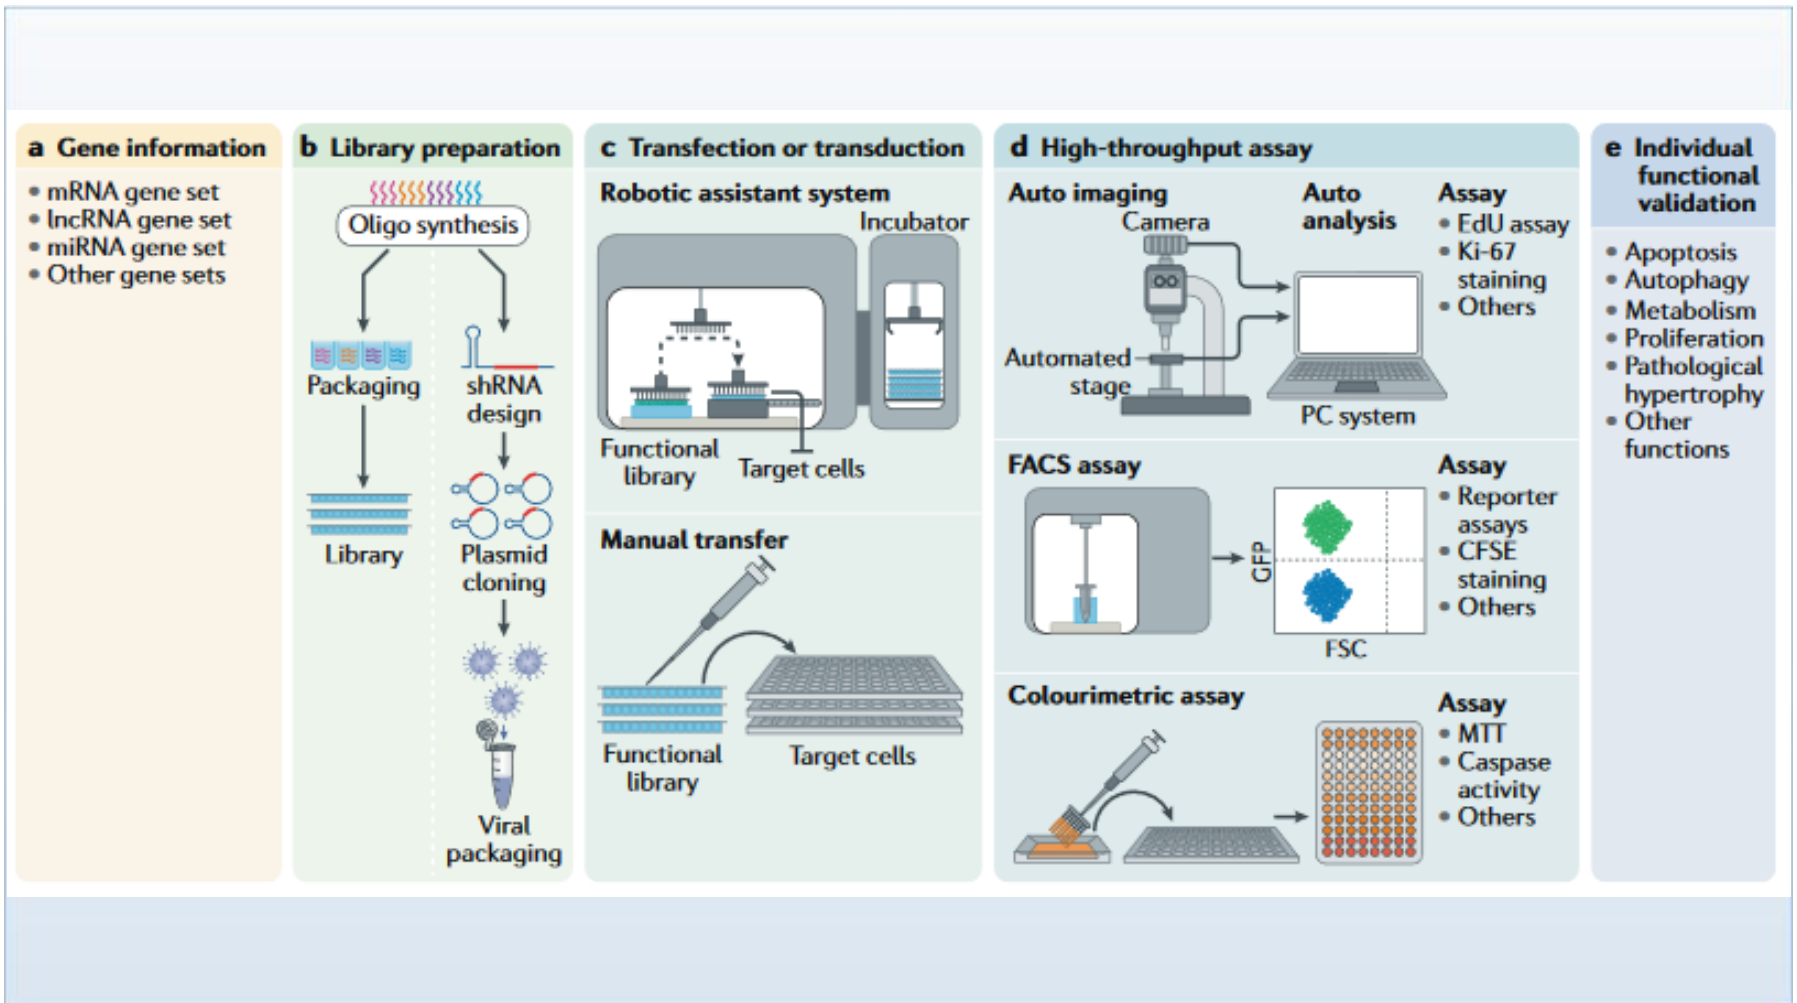 a Gene information
• mRNA gene set
• lncRNA gene set
• miRNA gene set
• Other gene sets
b Library preparation
Oligo synthesis
Packaging
Library
shRNA
design
Plasmid
cloning
Viral
packaging
c Transfection or transduction
Robotic assistant system
Incubator
Functional
library
Target cells
Manual transfer
Functional
library
Target cells
d High-throughput assay
Auto imaging
Camera
Automated
stage
Auto
analysis
PC system
Assay
• EdU assay
• Ki-67
staining
• Others
FACS assay
GFP
FSC
Assay
• Reporter
assays
• CFSE
staining
• Others
Colourimetric assay
Assay
• MTT
• Caspase
activity
• Others
e Individual
functional
validation
• Apoptosis
• Autophagy
• Metabolism
• Proliferation
• Pathological
hypertrophy
• Other
functions